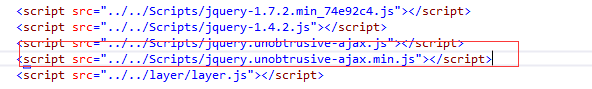 <script src="../../Scripts/jquery-1.7.2.min_74e92c4.js"></script>
<script src="../../Scripts/jquery-1.4.2.js"></script>
<script src="../../Scripts/jquery.unobtrusive-ajax.js"></script>
<script src="../../Scripts/jquery.unobtrusive-ajax.min.js"></script>
<script src="../../layer/layer.js"></script>